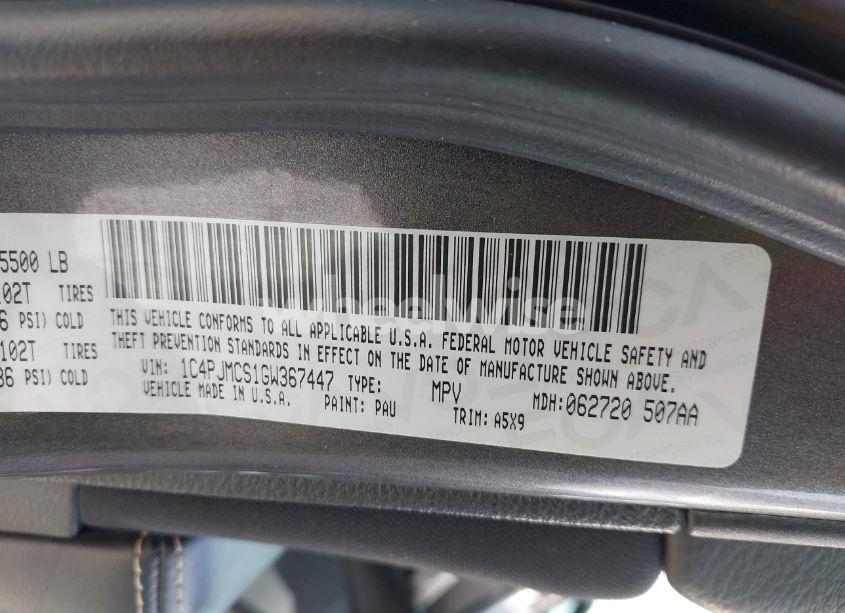 5500 LB
102T TIRES
6 PSI) COLD
102T TIRES
36 PSI) COLD
wheelwise
THIS VEHICLE CONFORMS TO ALL APPLICABLE U.S.A. FEDERAL MOTOR VEHICLE SAFETY AND
THEFT PREVENTION STANDARDS IN EFFECT ON THE DATE OF MANUFACTURE SHOWN ABOVE.
VIN: 1C4PJMCS1GW367447 TYPE: MPV MDH:062720 507AA
VEHICLE MADE IN U.S.A. PAINT: PAU TRIM: A5X9